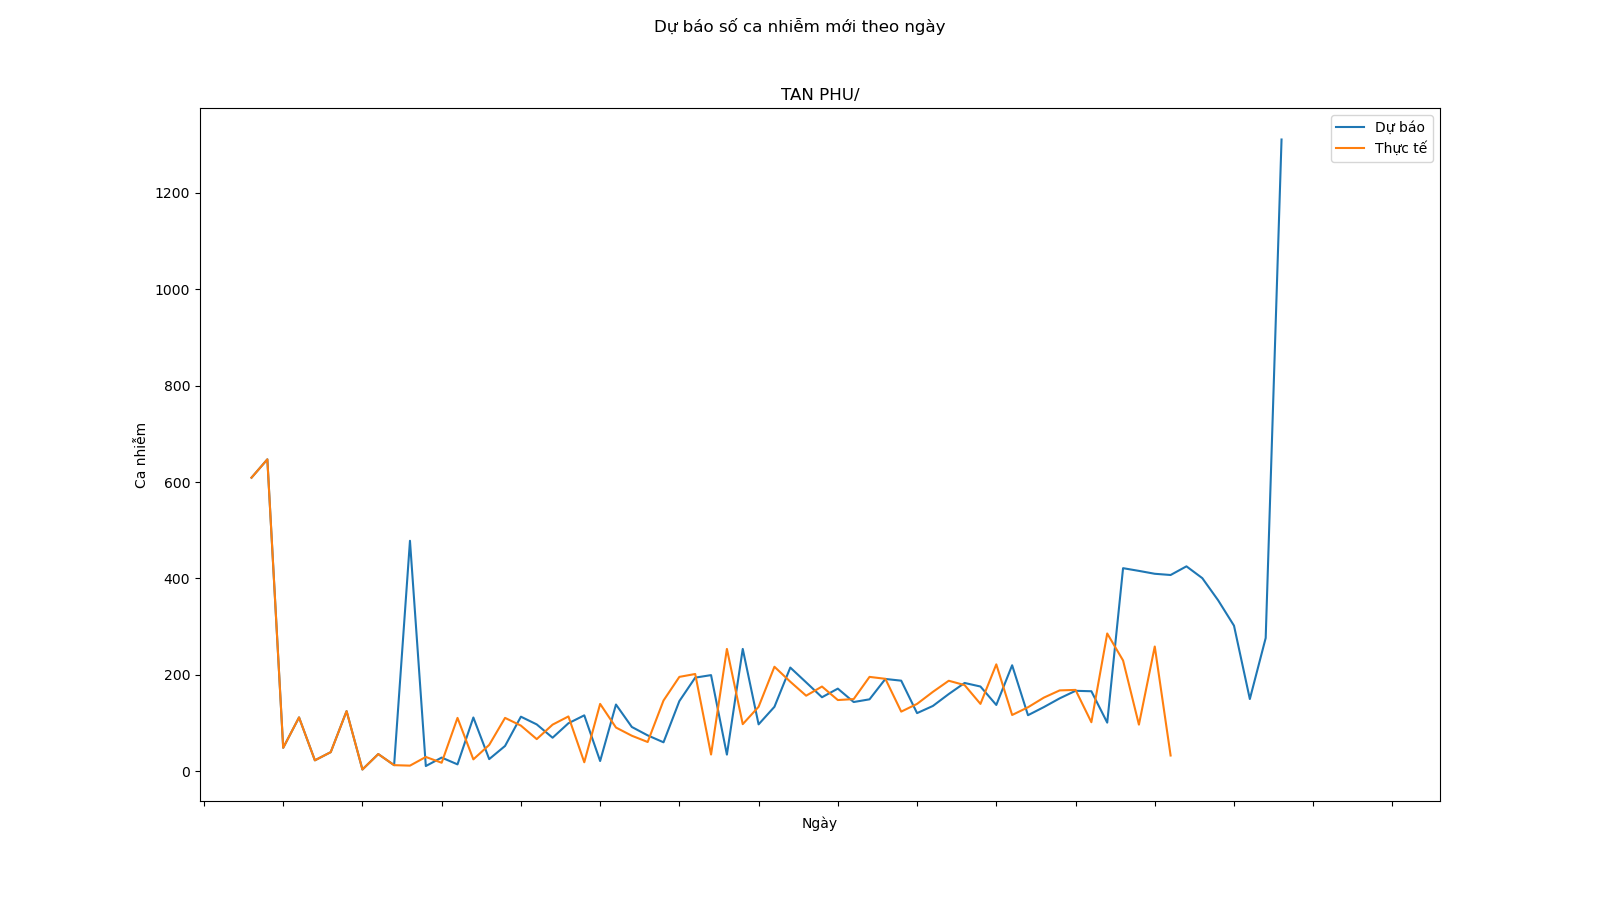 Dự báo số ca nhiễm mới theo ngày
TAN PHU/
Dự báo
Thực tế
1200
1000
800
600
400
200
0
Ca nhiễm
Ngày